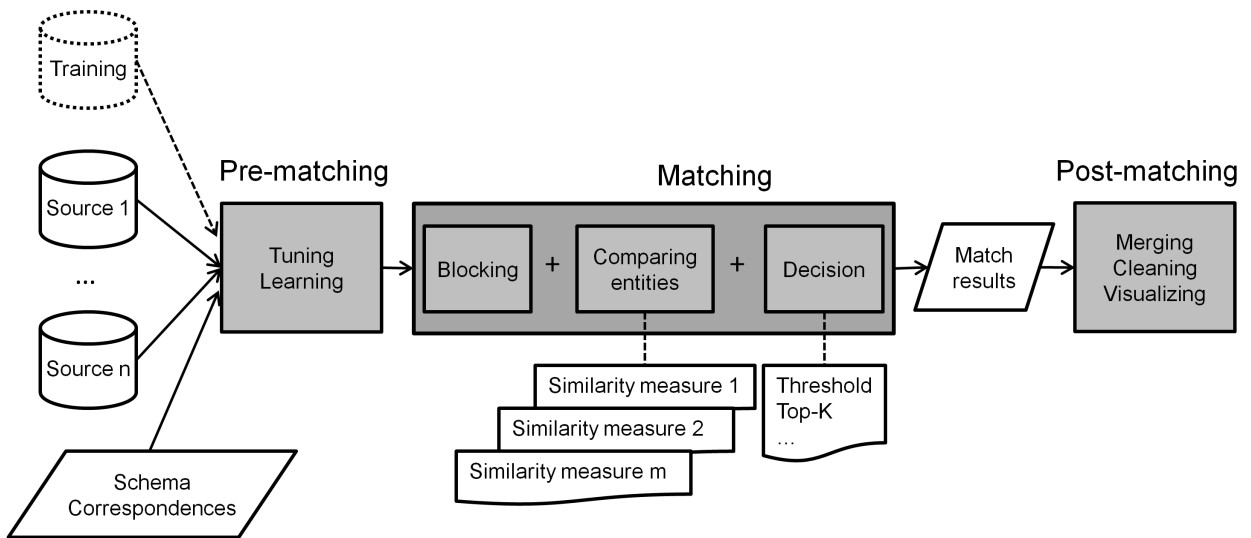 Training
Pre-matching
Matching
Post-matching
Source 1
...
Source n
Schema
Correspondences
Tuning
Learning
Blocking
+
Comparing
entities
+
Decision
Match
results
Merging
Cleaning
Visualizing
Similarity measure 1
Similarity measure 2
Similarity measure m
Threshold
Top-K
...